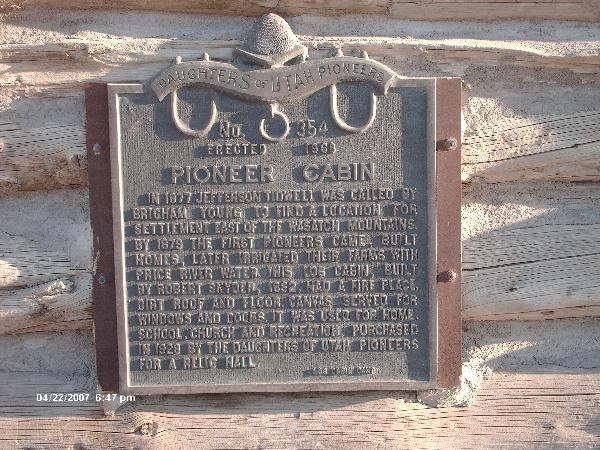 DAUGHTERS OF UTAH PIONEERS
No. 354
ERECTED 1968
PIONEER CABIN
IN 1877 JEFFERSON TIDWELL WAS CALLED BY
BRIGHAM YOUNG TO FIND A LOCATION FOR
SETTLEMENT EAST OF THE WASATCH MOUNTAINS.
BY 1879 THE FIRST PIONEERS CAME, BUILT
HOMES, LATER IRRIGATED THEIR FARMS WITH
PRICE RIVER WATER. THIS LOG CABIN, BUILT
BY ROBERT SNYDER, 1882, HAD A FIRE PLACE,
DIRT ROOF AND FLOOR. CANVAS SERVED FOR
WINDOWS AND DOORS. IT WAS USED FOR HOME,
SCHOOL, CHURCH AND RECREATION. PURCHASED
IN 1929 BY THE DAUGHTERS OF UTAH PIONEERS
FOR A RELIC HALL.
LOG CABIN CAMP
04/22/2007 6:47 pm